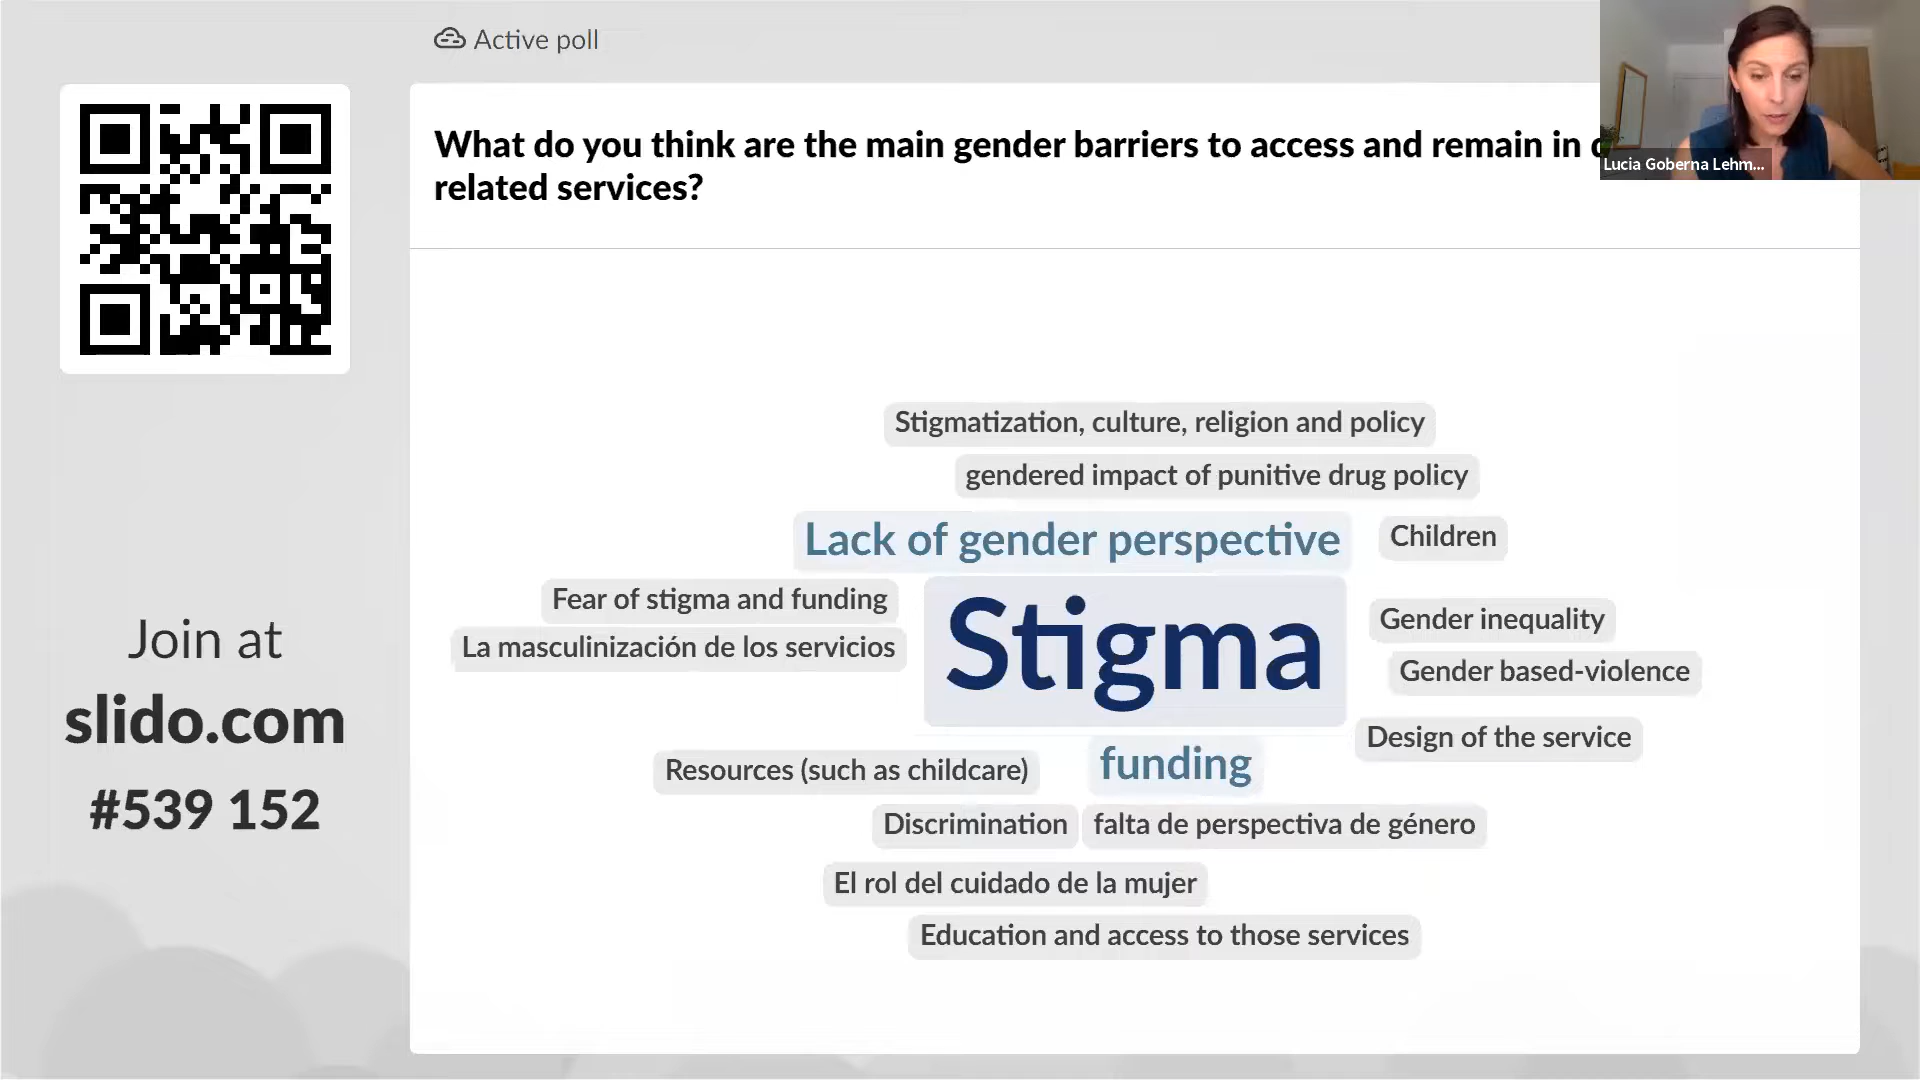 Active poll
Lucia Goberna Lehm...
What do you think are the main gender barriers to access and remain in
related services?
Stigmatization, culture, religion and policy
gendered impact of punitive drug policy
Lack of gender perspective
Children
Fear of stigma and funding
Stigma
Gender inequality
La masculinización de los servicios
Gender based-violence
Design of the service
Resources (such as childcare)
funding
Discrimination
falta de perspectiva de género
El rol del cuidado de la mujer
Education and access to those services
Join at
slido.com
#539 152